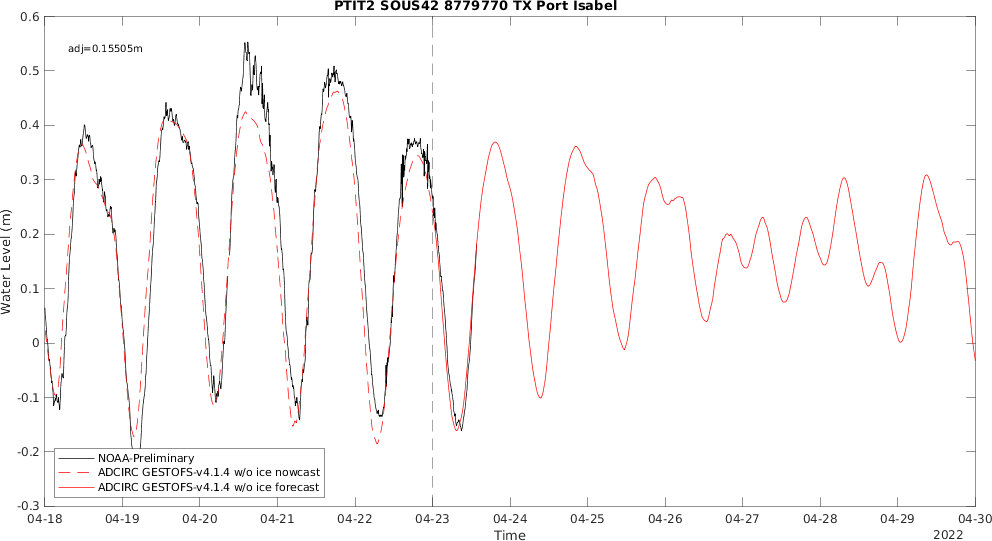 PTIT2 SOUS42 8779770 TX Port Isabel
0.6
adj=0.15505m
0.5
0.4
0.3
0.2
0.1
0
-0.1
-0.2
-0.3
Water Level (m)
NOAA-Preliminary
ADCIRC GESTOFS-v4.1.4 w/o ice nowcast
ADCIRC GESTOFS-v4.1.4 w/o ice forecast
04-18 04-19 04-20 04-21 04-22 04-23 04-24 04-25 04-26 04-27 04-28 04-29 04-30
Time
2022